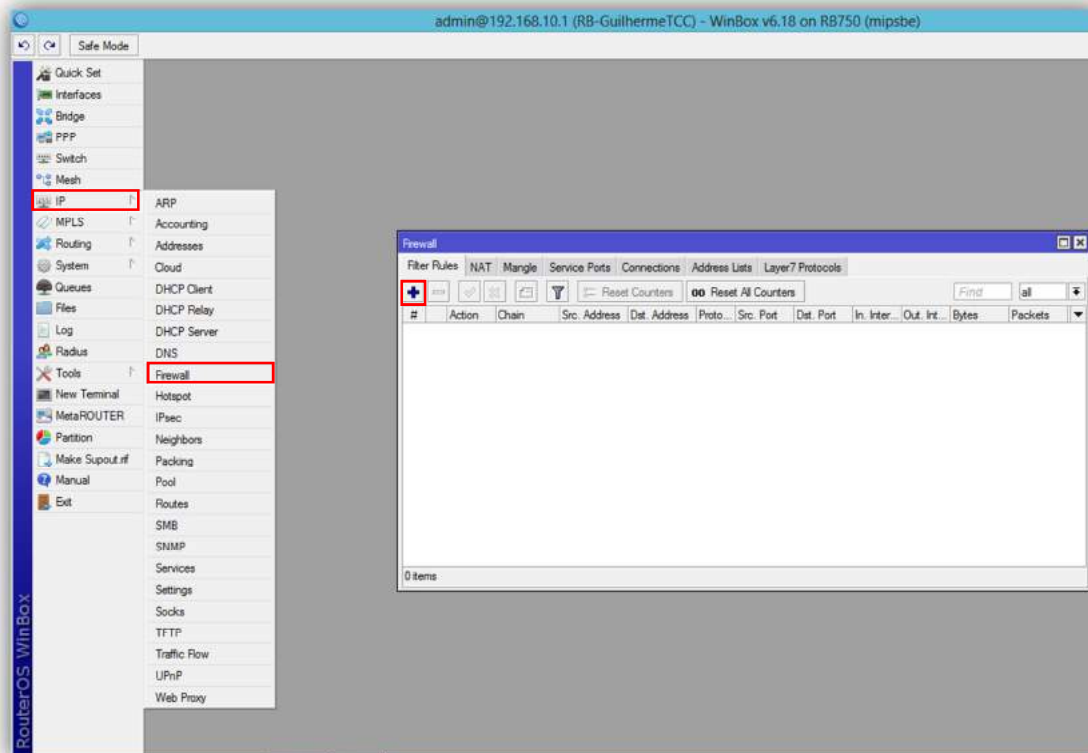 admin@192.168.10.1 (RB-GuilhermeTCC) - WinBox v6.18 on RB750 (mipsbe)
Safe Mode
Quick Set
Interfaces
Bridge
PPP
Switch
Mesh
IP
MPLS
Routing
System
Queues
Files
Log
Radius
Tools
New Terminal
MetaROUTER
Partition
Make Supout.rif
Manual
Exit
ARP
Accounting
Addresses
Cloud
DHCP Client
DHCP Relay
DHCP Server
DNS
Firewall
Hotspot
IPsec
Neighbors
Packing
Pool
Routes
SMB
SNMP
Services
Settings
Socks
TFTP
Traffic Flow
UPnP
Web Proxy
Firewall
Filter Rules NAT Mangle Service Ports Connections Address Lists Layer7 Protocols
Reset Counters 00 Reset All Counters Find all
# Action Chain Src. Address Dst. Address Proto... Src. Port Dst. Port In. Inter... Out. Int... Bytes Packets
0 items
RouterOS WinBox